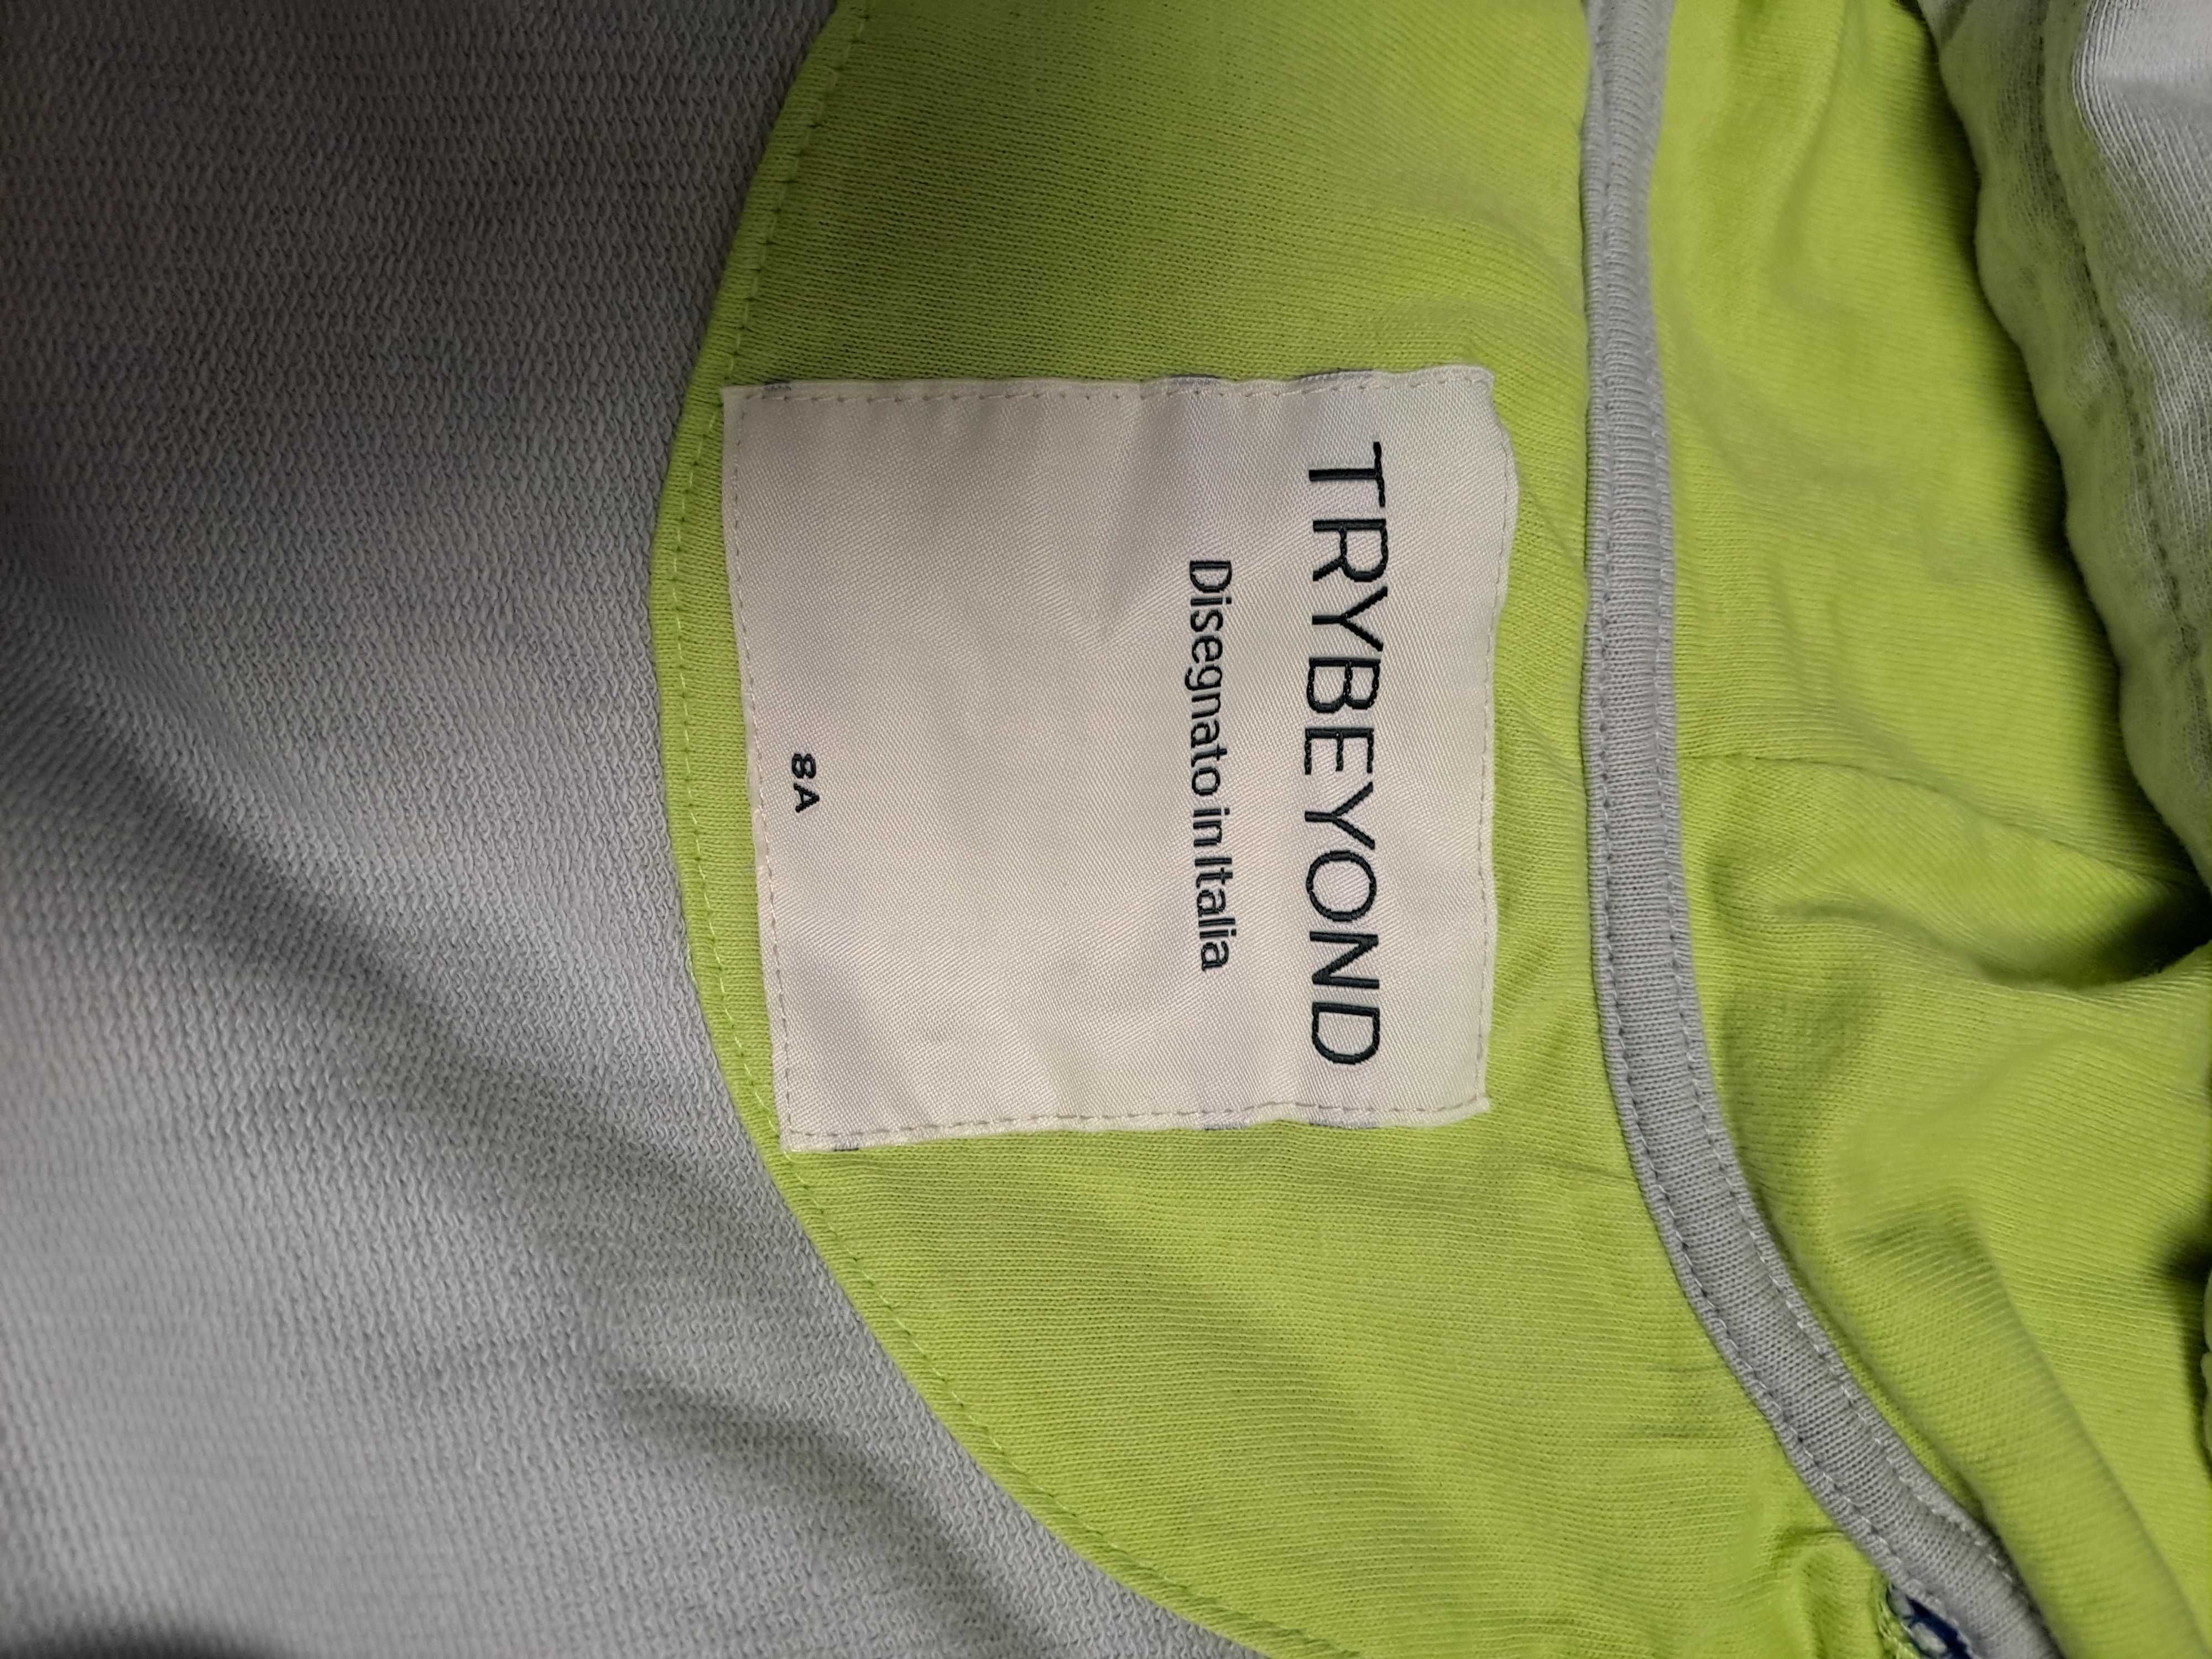 TRYBEYOND
Disegnato in Italia
8A